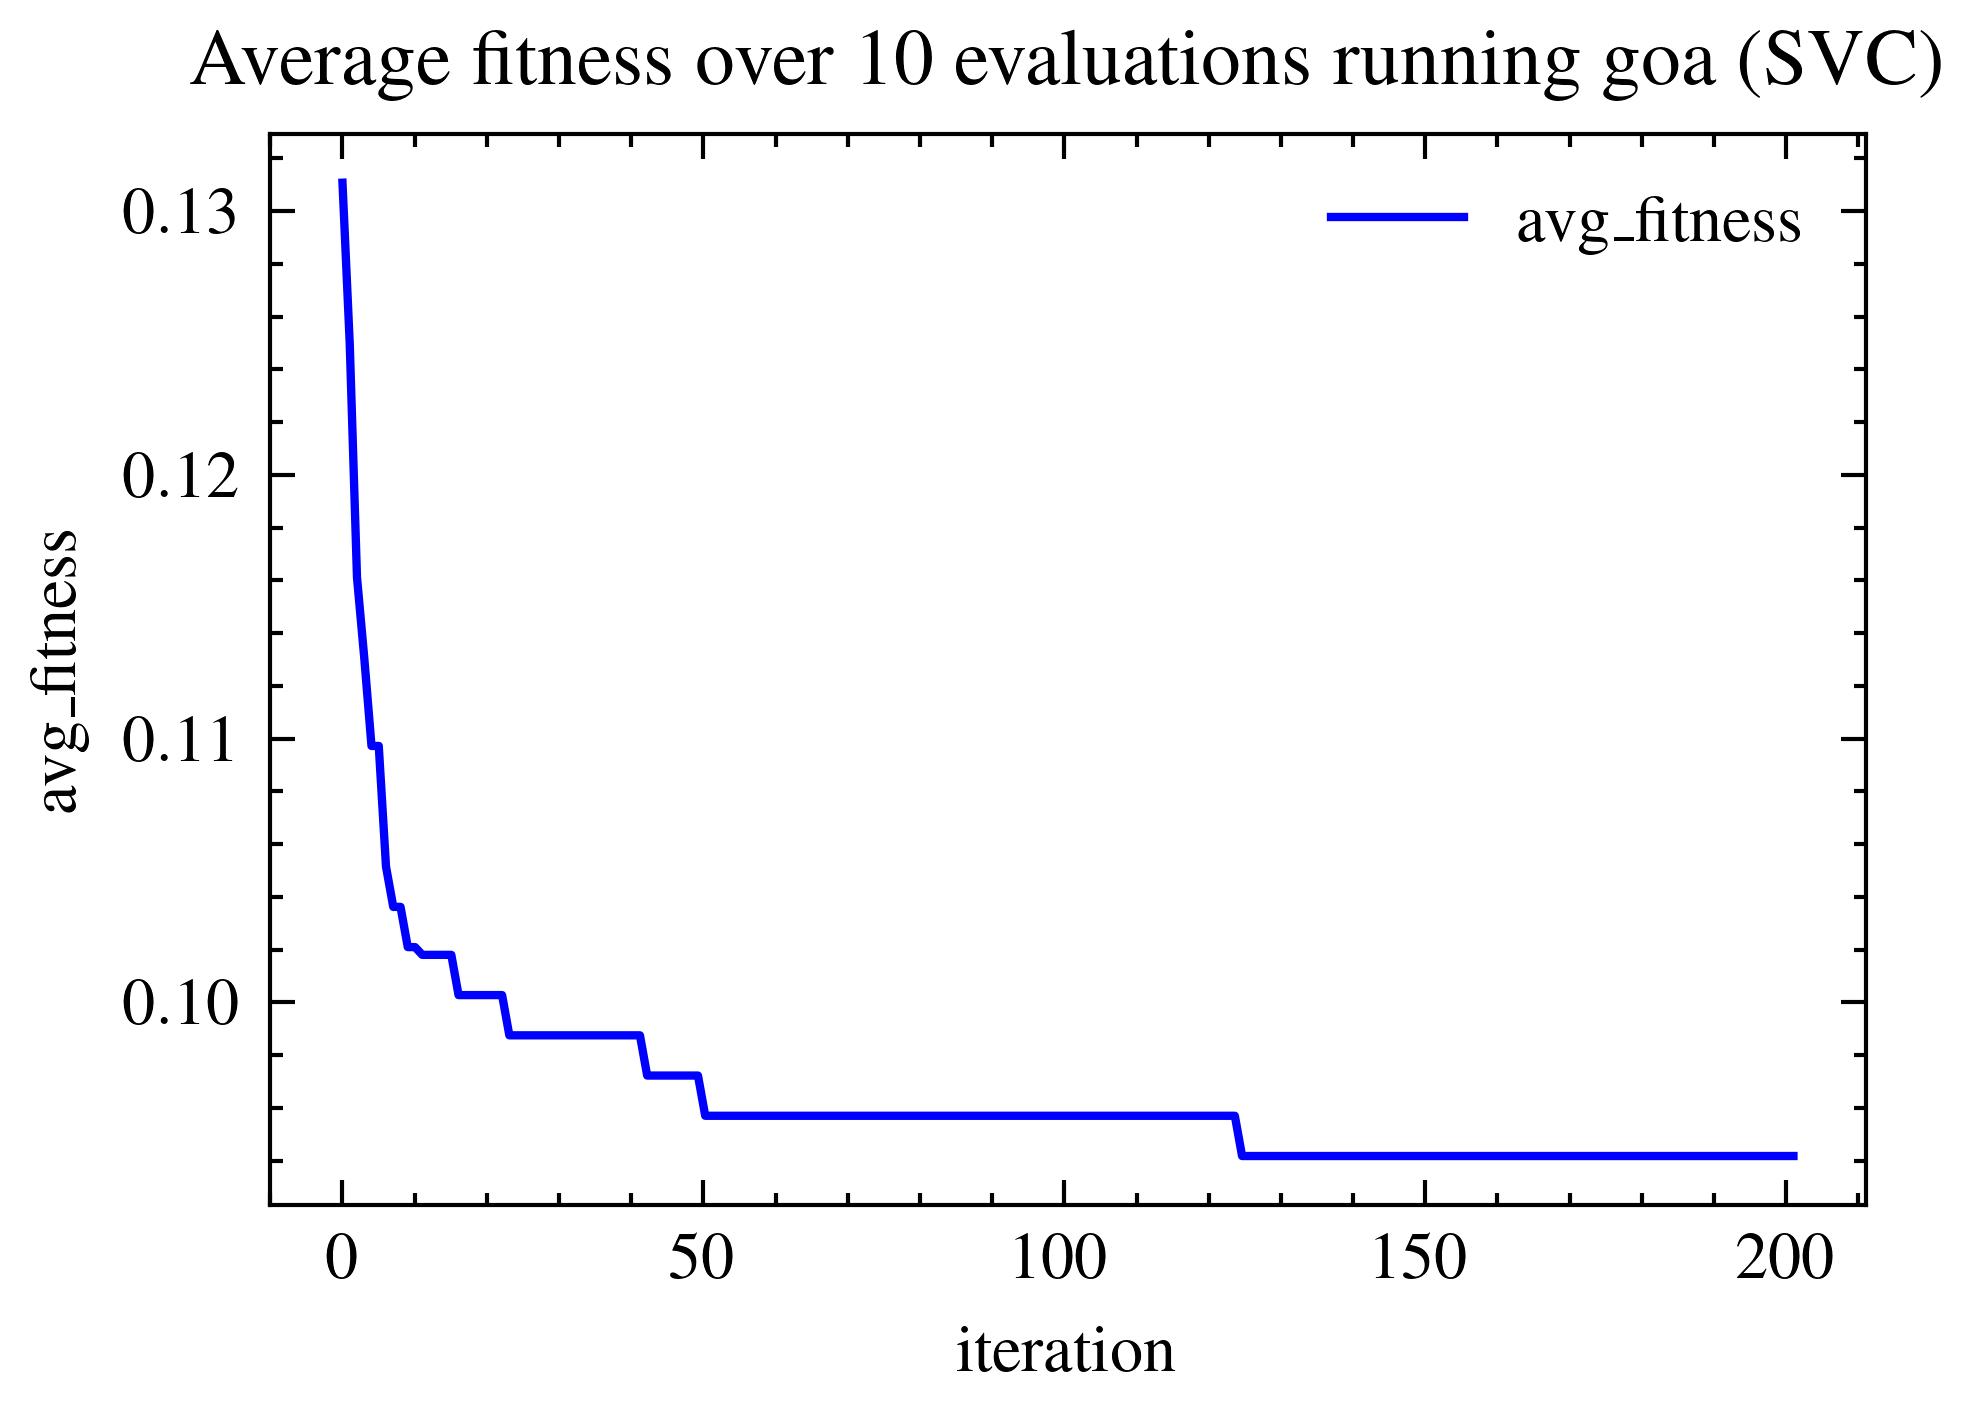 Average fitness over 10 evaluations running goa (SVC)
avg_fitness
0.13
0.12
0.11
0.10
avg_fitness
0 50 100 150 200
iteration